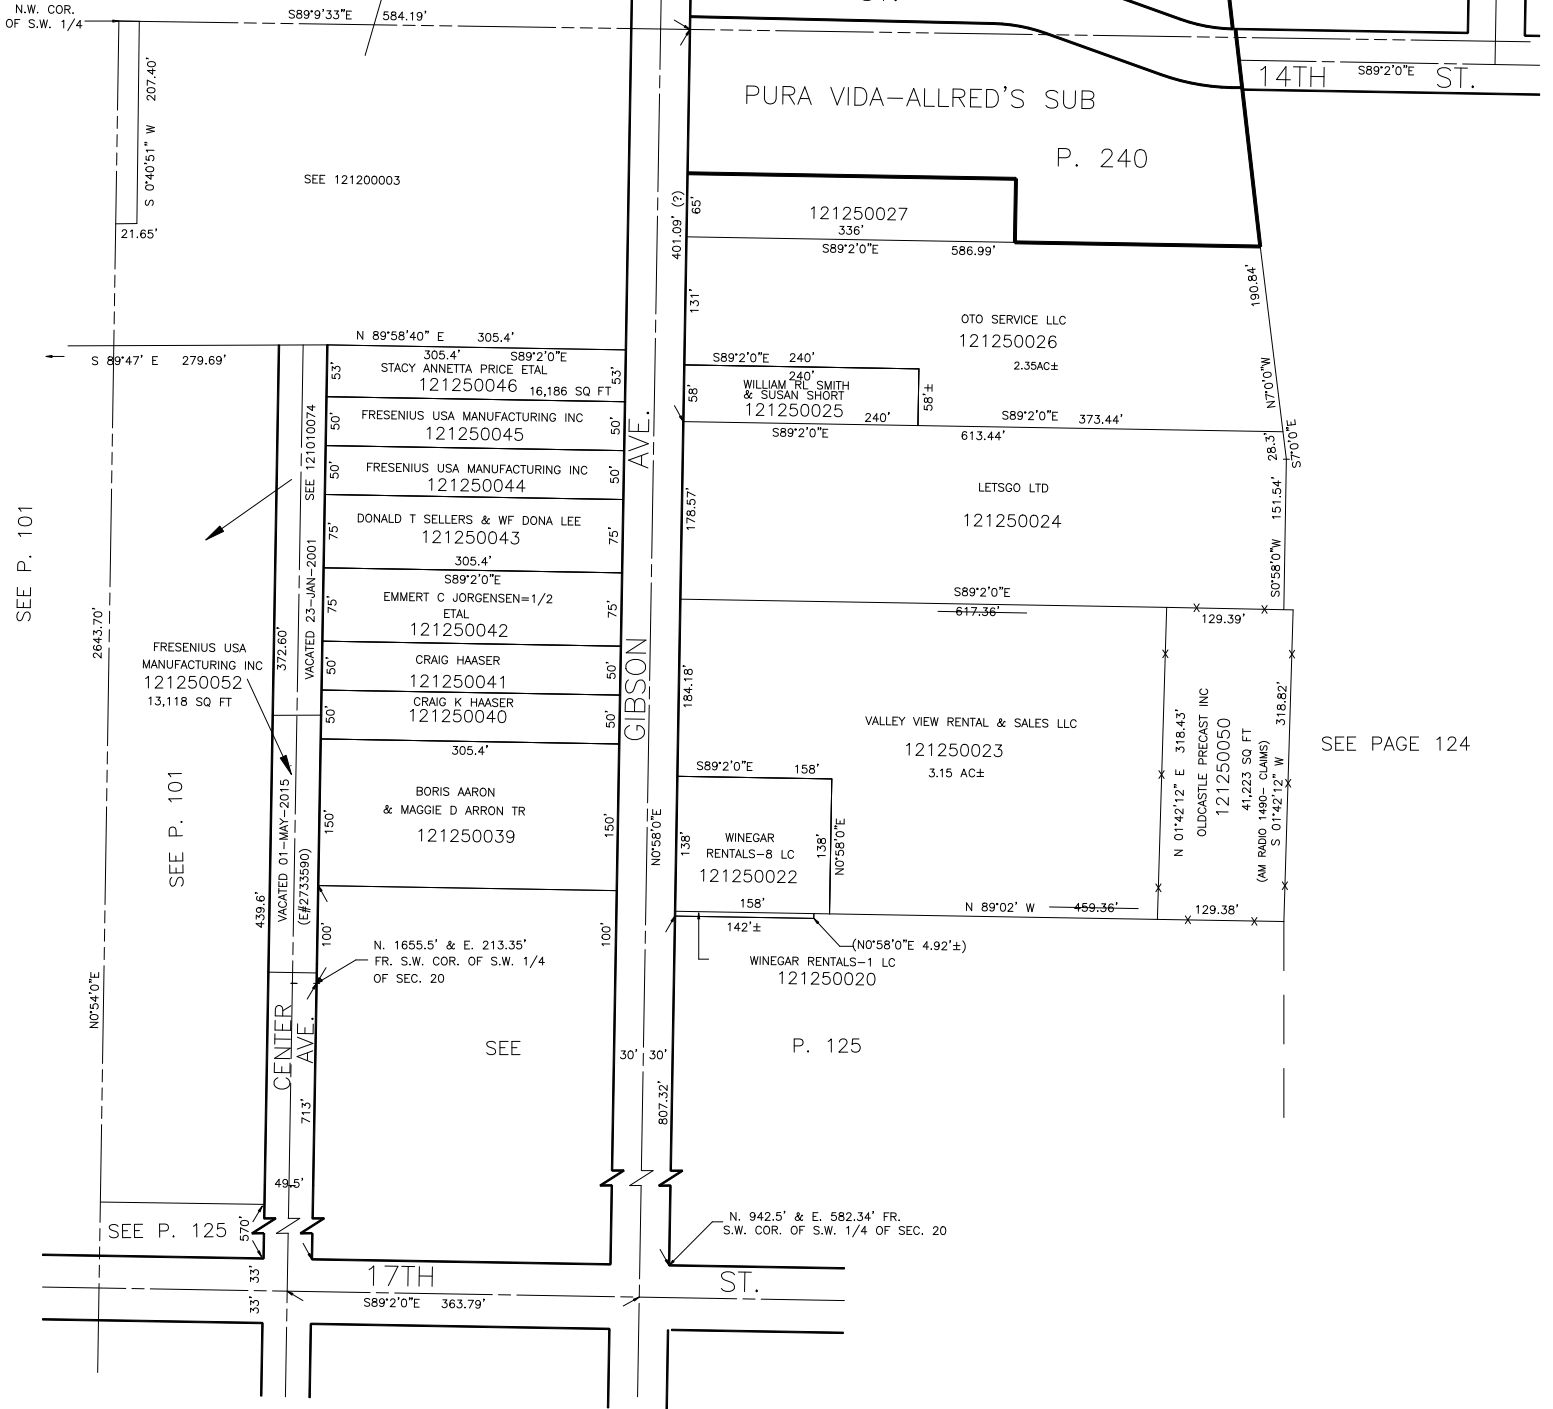 N.W. COR.
OF S.W. 1/4
S89°9'33"E 584.19'
S 0°40'51" W 207.40'
21.65'
SEE 121200003
14TH ST.
S89°2'0"E
PURA VIDA-ALLRED'S SUB
P. 240
401.09' (?)
65'
121250027
336'
S89°2'0"E 586.99'
190.84'
N7°0'0"W
131'
OTO SERVICE LLC
121250026
2.35AC±
N 89°58'40" E 305.4'
S 89°47' E 279.69'
305.4' S89°2'0"E
53'
STACY ANNETTA PRICE ETAL
121250046 16,186 SQ FT
53'
S89°2'0"E 240'
240'
58'
WILLIAM RL SMITH
& SUSAN SHORT
121250025
240'
58'±
S89°2'0"E
S89°2'0"E 373.44'
613.44'
28.3'
S7°0'0"E
50'
FRESENIUS USA MANUFACTURING INC
121250045
50'
50'
FRESENIUS USA MANUFACTURING INC
121250044
50'
75'
DONALD T SELLERS & WF DONA LEE
121250043
75'
305.4'
S89°2'0"E
75'
EMMERT C JORGENSEN=1/2
ETAL
121250042
75'
50'
CRAIG HAASER
121250041
50'
50'
CRAIG K HAASER
121250040
50'
305.4'
150'
BORIS AARON
& MAGGIE D ARRON TR
121250039
150'
100'
100'
SEE 121010074
VACATED 23-JAN-2001
372.60'
SEE P. 101
2643.70'
FRESENIUS USA
MANUFACTURING INC
121250052
13,118 SQ FT
SEE P. 101
VACATED 01-MAY-2015
(E#2733590)
439.6'
N0°54'0"E
N. 1655.5' & E. 213.35'
FR. S.W. COR. OF S.W. 1/4
OF SEC. 20
CENTER
AVE.
713'
49.5'
SEE
GIBSON AVE.
N0°58'0"E
30' 30'
807.32'
178.57'
LETSGO LTD
121250024
151.54'
S0°58'0"W
S89°2'0"E
617.36'
129.39'
184.18'
VALLEY VIEW RENTAL & SALES LLC
121250023
3.15 AC±
N 01°42'12" E 318.43'
OLDCASTLE PRECAST INC
121250050
41,223 SQ FT
(AM RADIO 1490- CLAIMS)
S 01°42'12" W 318.82'
SEE PAGE 124
S89°2'0"E 158'
138'
WINEGAR
RENTALS-8 LC
121250022
138'
N0°58'0"E
158'
142'±
N 89°02' W 459.36'
129.38'
(N0°58'0"E 4.92'±)
WINEGAR RENTALS-1 LC
121250020
P. 125
N. 942.5' & E. 582.34' FR.
S.W. COR. OF S.W. 1/4 OF SEC. 20
SEE P. 125
570'
33'
33'
17TH ST.
S89°2'0"E 363.79'